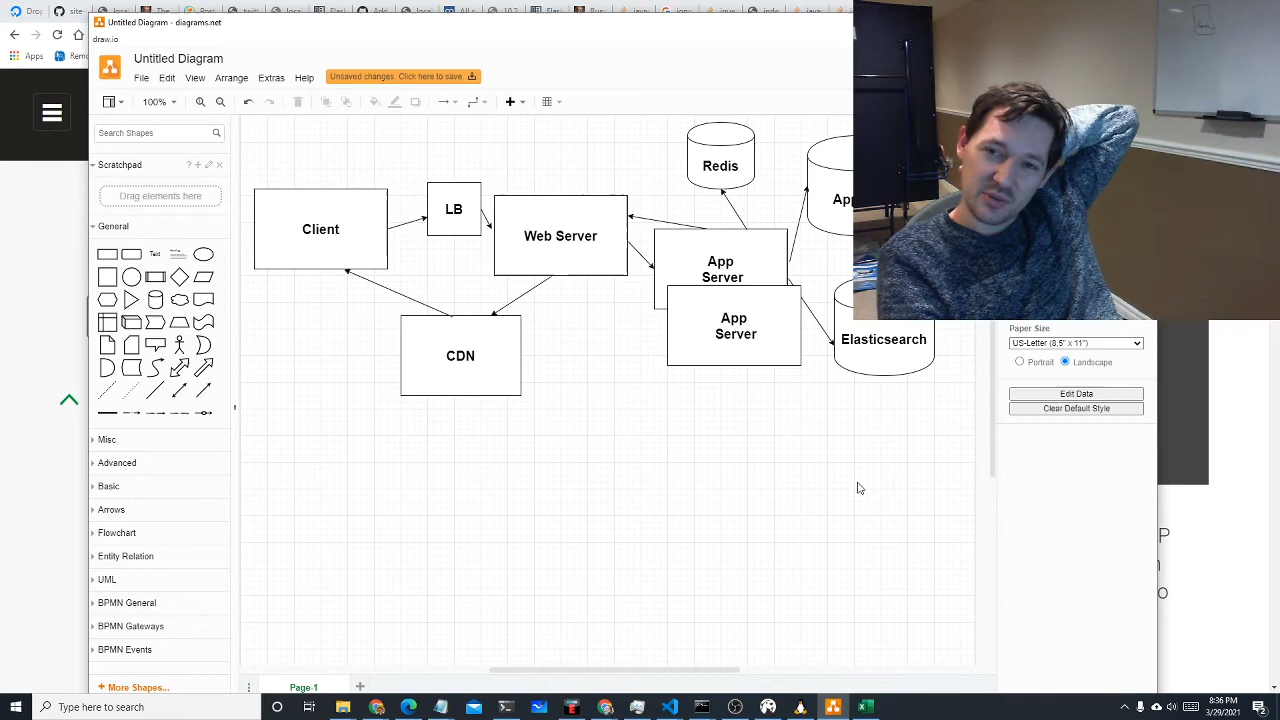 Untitled Diagram - diagrams.net
draw.io
Untitled Diagram
File Edit View Arrange Extras Help
Unsaved changes. Click here to save.
Apps
100%
Search Shapes
Scratchpad
Drag elements here
General
Text
Misc
Advanced
Basic
Arrows
Flowchart
Entity Relation
UML
BPMN General
BPMN Gateways
BPMN Events
+ More Shapes...
Client
LB
Web Server
CDN
Redis
App
Server
App
Server
Elasticsearch
Paper Size
US-Letter (8,5" x 11")
Portrait
Landscape
Edit Data
Clear Default Style
Page-1
Type here to search
8:36 PM
3/29/2021